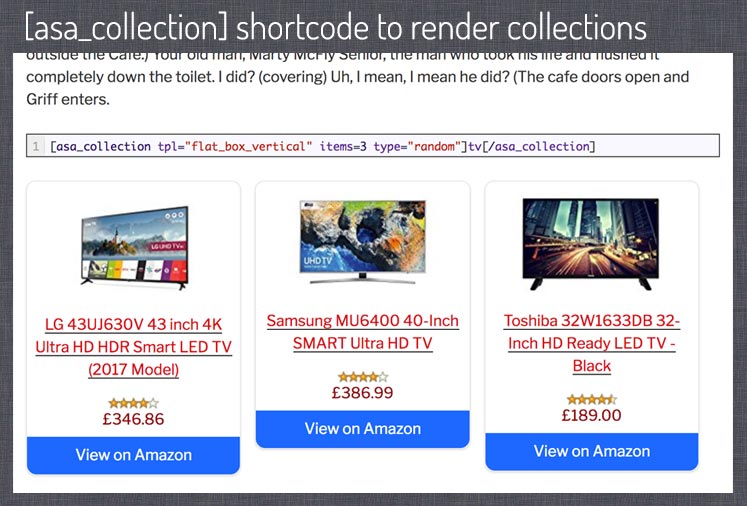 [asa_collection] shortcode to render collections
outside the Cafe.) Your old man, Marty McFly Senior, the man who took his life and flushed it
completely down the toilet. I did? (covering) Uh, I mean, I mean he did? (The cafe doors open and
Griff enters.
1 [asa_collection tpl="flat_box_vertical" items=3 type="random"]tv[/asa_collection]
LG UHD TV
UHD TV
LG 43UJ630V 43 inch 4K
Ultra HD HDR Smart LED TV
(2017 Model)
£346.86
View on Amazon
Samsung MU6400 40-Inch
SMART Ultra HD TV
£386.99
View on Amazon
Toshiba 32W1633DB 32-
Inch HD Ready LED TV -
Black
£189.00
View on Amazon